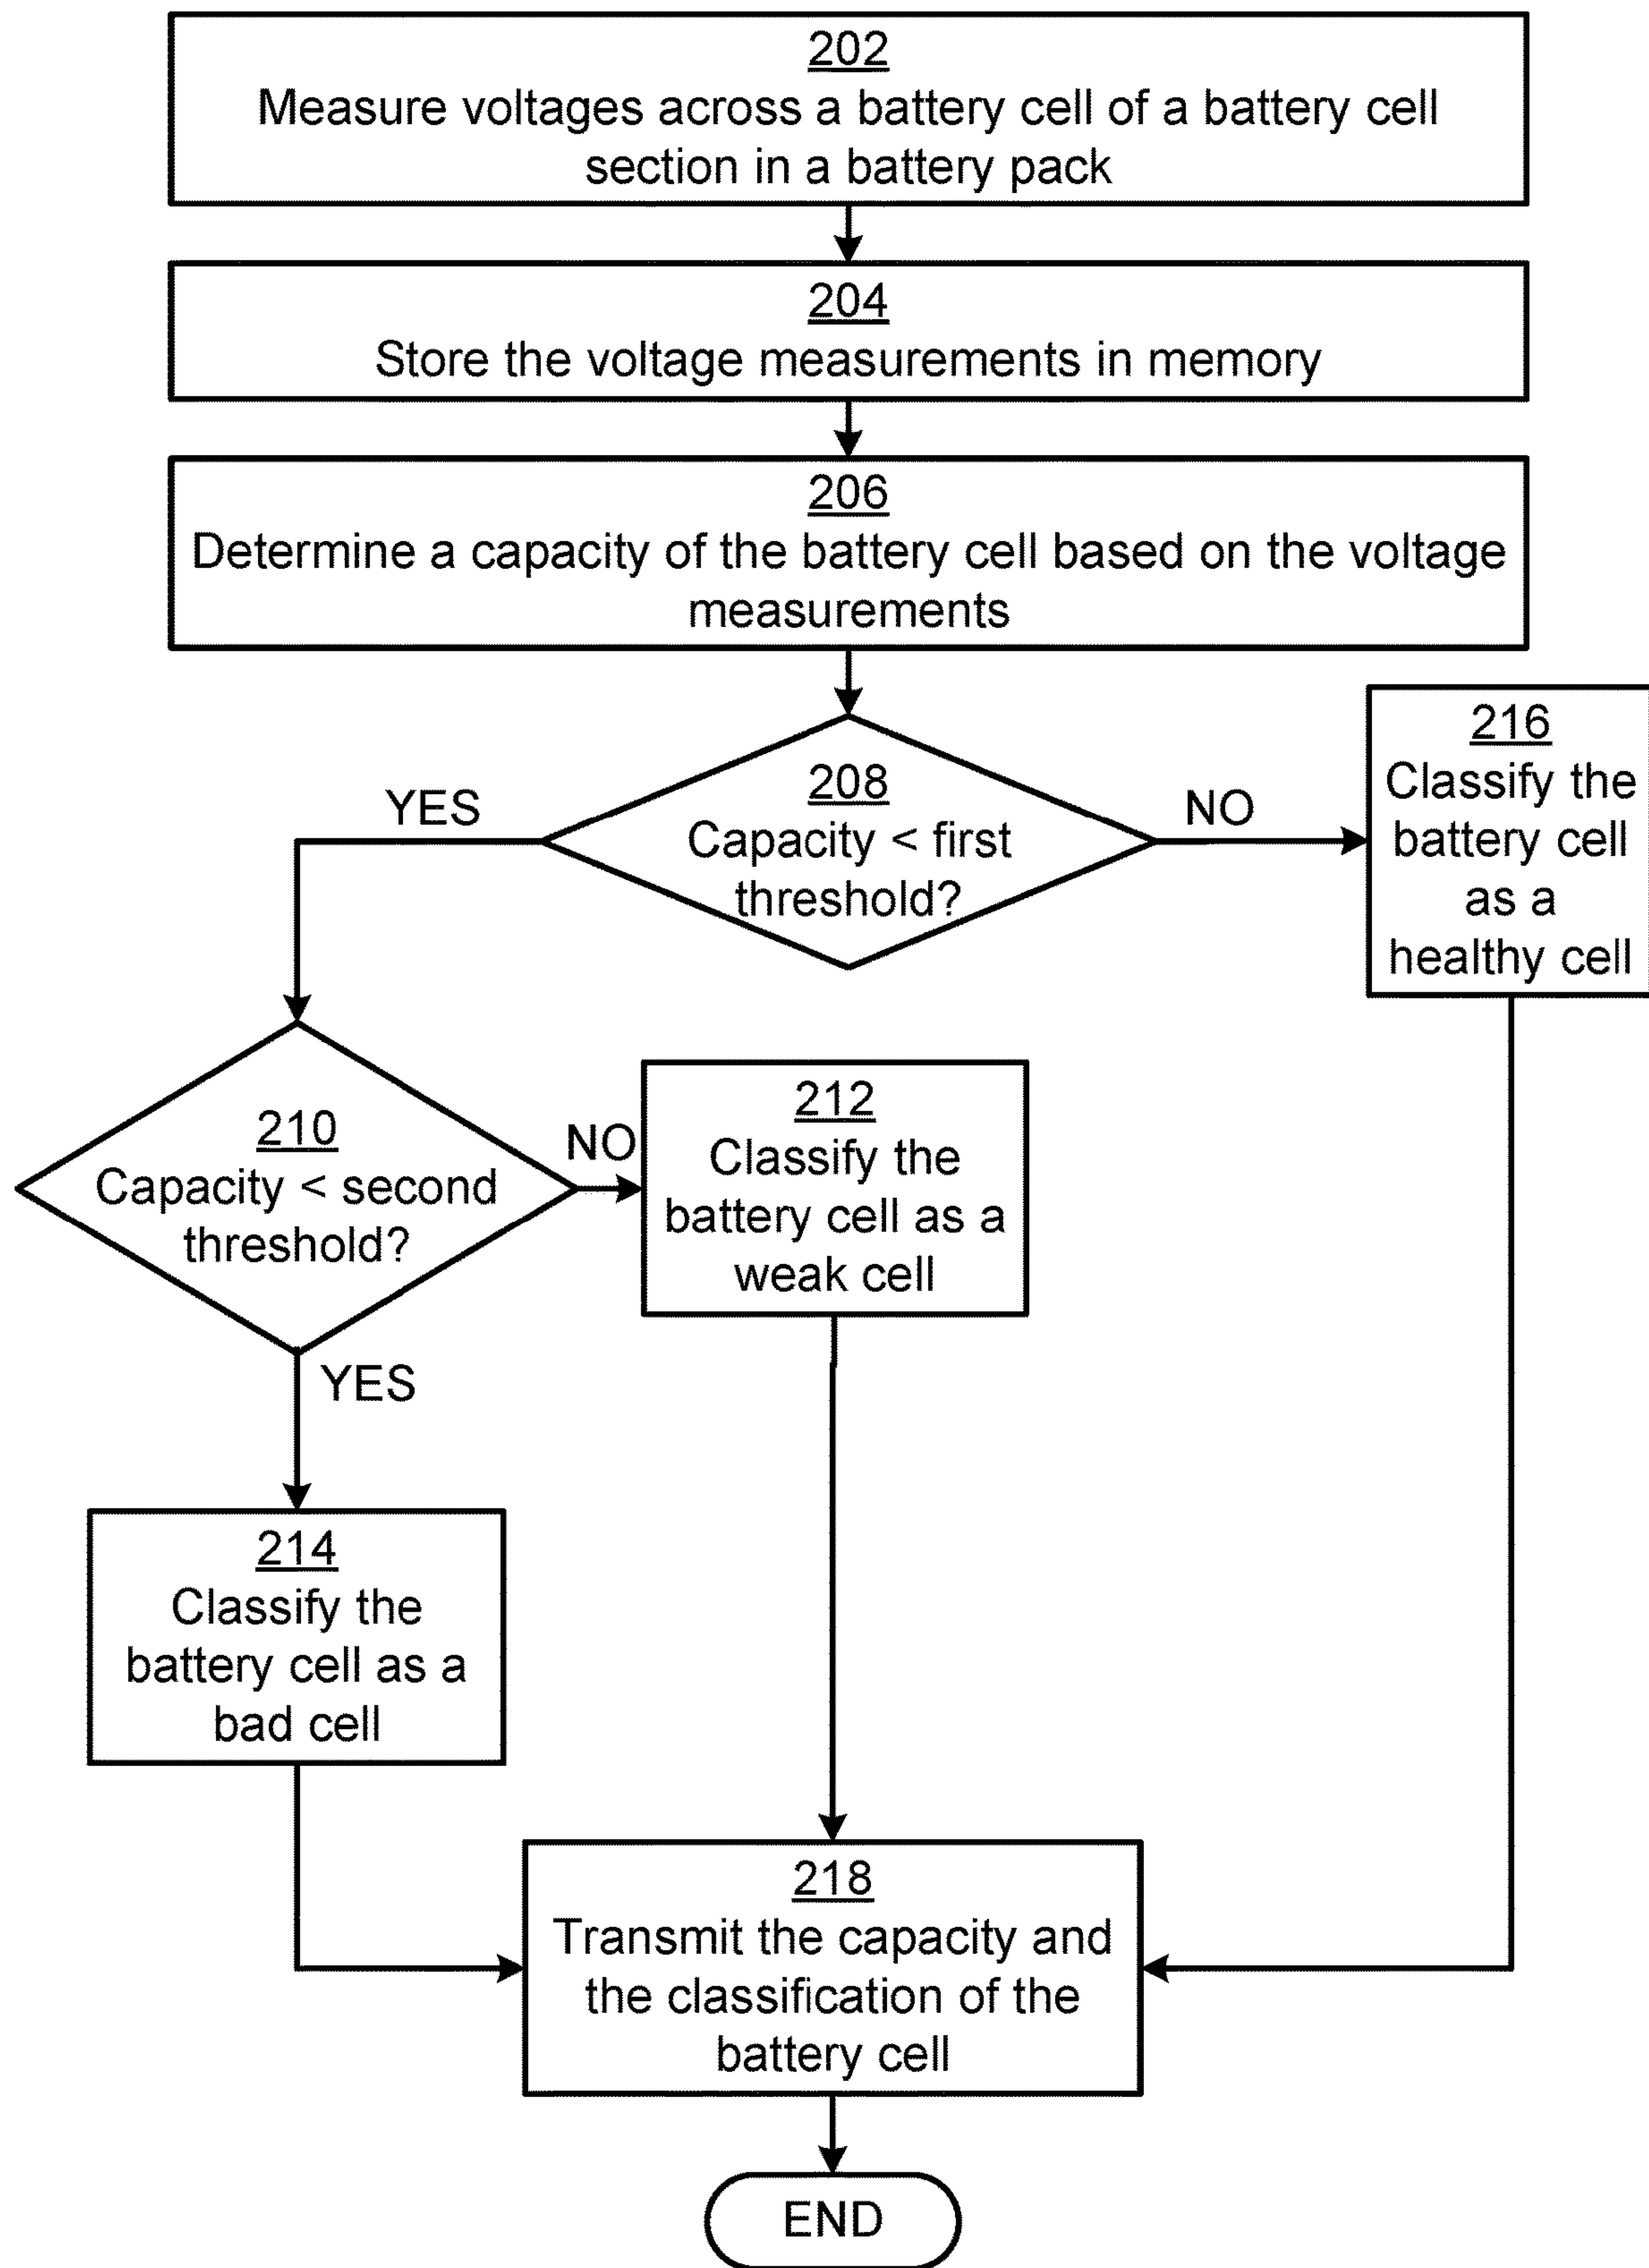 202
Measure voltages across a battery cell of a battery cell
section in a battery pack
204
Store the voltage measurements in memory
206
Determine a capacity of the battery cell based on the voltage
measurements
208
Capacity < first
threshold?
YES
NO
216
Classify the
battery cell
as a
healthy cell
210
Capacity < second
threshold?
NO
212
Classify the
battery cell as a
weak cell
YES
214
Classify the
battery cell as a
bad cell
218
Transmit the capacity and
the classification of the
battery cell
END